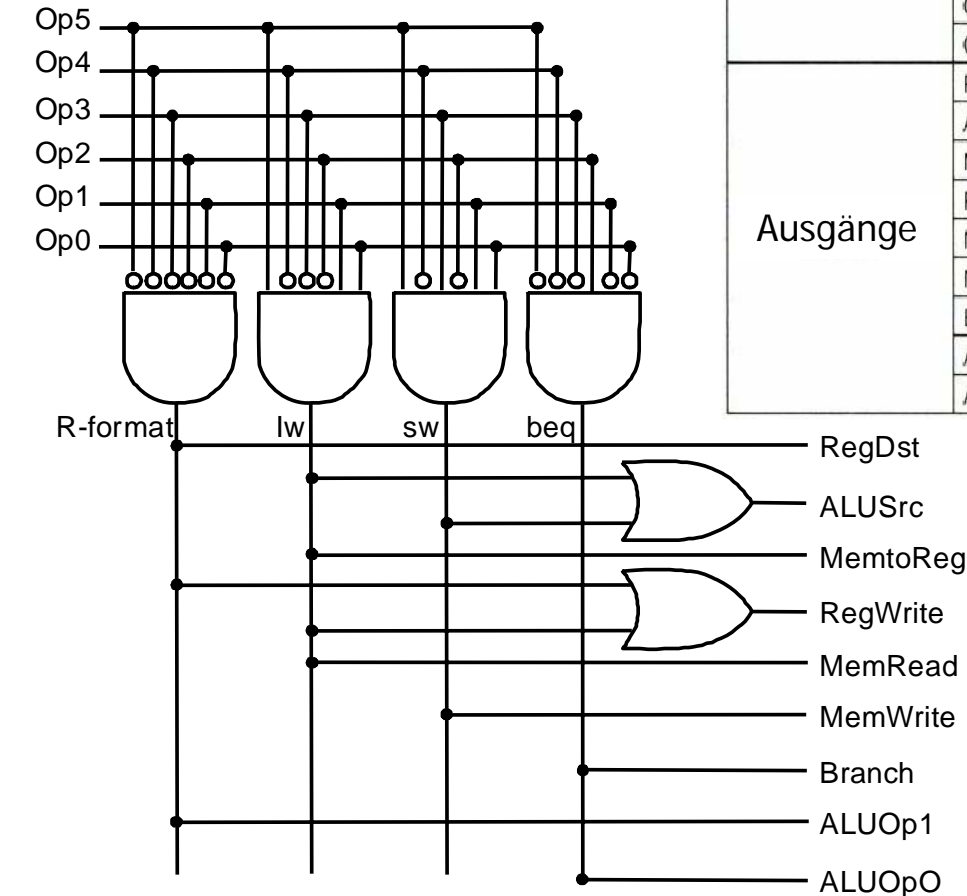 Op5
Op4
Op3
Op2
Op1
Op0
Ausgänge
R-format
lw
sw
beq
RegDst
ALUSrc
MemtoReg
RegWrite
MemRead
MemWrite
Branch
ALUOp1
ALUOpO